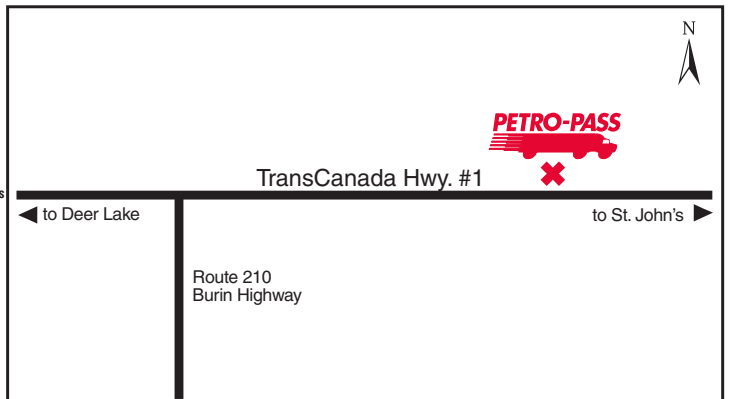 N
PETRO-PASS
TransCanada Hwy. #1
s
to Deer Lake
to St. John's
Route 210
Burin Highway